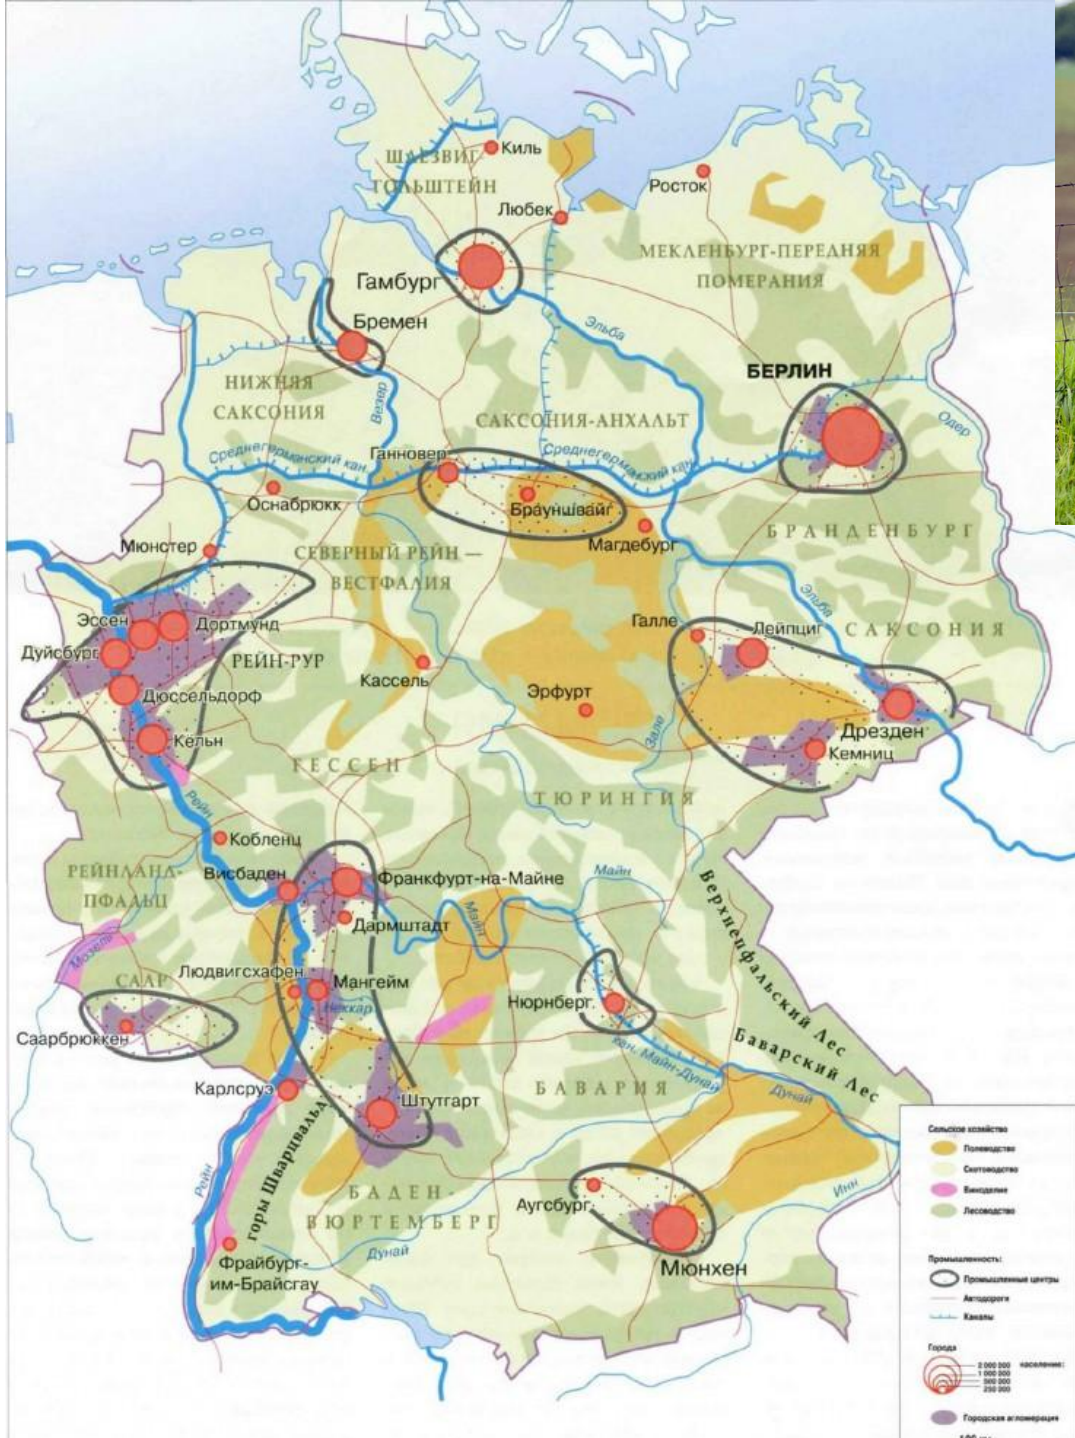 Киль
ШЛЕЗВИГ-
ГОЛЬШТЕЙН
Росток
Любек
МЕКЛЕНБУРГ-ПЕРЕДНЯЯ
ПОМЕРАНИЯ
Гамбург
Бремен
Эльба
БЕРЛИН
НИЖНЯЯ
САКСОНИЯ
Везер
САКСОНИЯ-АНХАЛЬТ
Одер
Ганновер
Среднегерманский кан.
Среднегерманский кан.
Оснабрюкк
Брауншвайг
Магдебург
БРАНДЕНБУРГ
Мюнстер
СЕВЕРНЫЙ РЕЙН —
ВЕСТФАЛИЯ
Эльба
Эссен
Дортмунд
Галле
Лейпциг
САКСОНИЯ
Дуйсбург
РЕЙН-РУР
Кассель
Дюссельдорф
Эрфурт
Зале
Дрезден
Кельн
Кемниц
ГЕССЕН
ТЮРИНГИЯ
Рейн
Кобленц
РЕЙНЛАНД-
ПФАЛЬЦ
Висбаден
Франкфурт-на-Майне
Майн
Верхнепфальский Лес
Дармштадт
Майн
Мозель
СААР
Людвигсхафен
Мангейм
Неккар
Нюрнберг
Саарбрюккен
кан. Майн-Дунай
Баварский Лес
Карлсруэ
Штутгарт
БАВАРИЯ
Дунай
горы Шварцвальд
Рейн
БАДЕН-
ВЮРТЕМБЕРГ
Аугсбург
Инн
Дунай
Мюнхен
Фрайбург-
им-Брайсгау
Сельское хозяйство
Полеводство
Скотоводство
Виноделие
Лесоводство
Промышленность:
Промышленные центры
Автодороги
Каналы
Города
2 000 000 население:
1 000 000
500 000
250 000
Городская агломерация